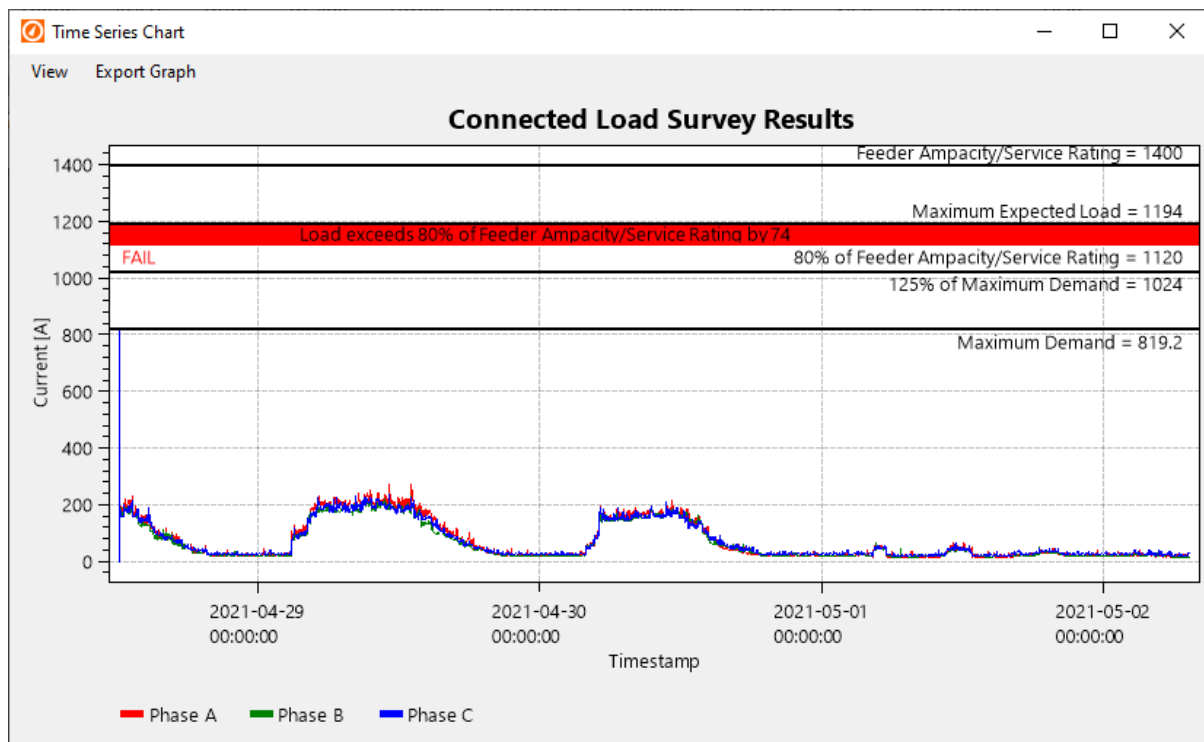 Time Series Chart
View Export Graph
Connected Load Survey Results
Feeder Ampacity/Service Rating = 1400
Maximum Expected Load = 1194
Load exceeds 80% of Feeder Ampacity/Service Rating by 74
FAIL
80% of Feeder Ampacity/Service Rating = 1120
125% of Maximum Demand = 1024
Maximum Demand = 819.2
Current [A]
1400
1200
1000
800
600
400
200
0
2021-04-29 2021-04-30 2021-05-01 2021-05-02
00:00:00 00:00:00 00:00:00 00:00:00
Timestamp
Phase A Phase B Phase C